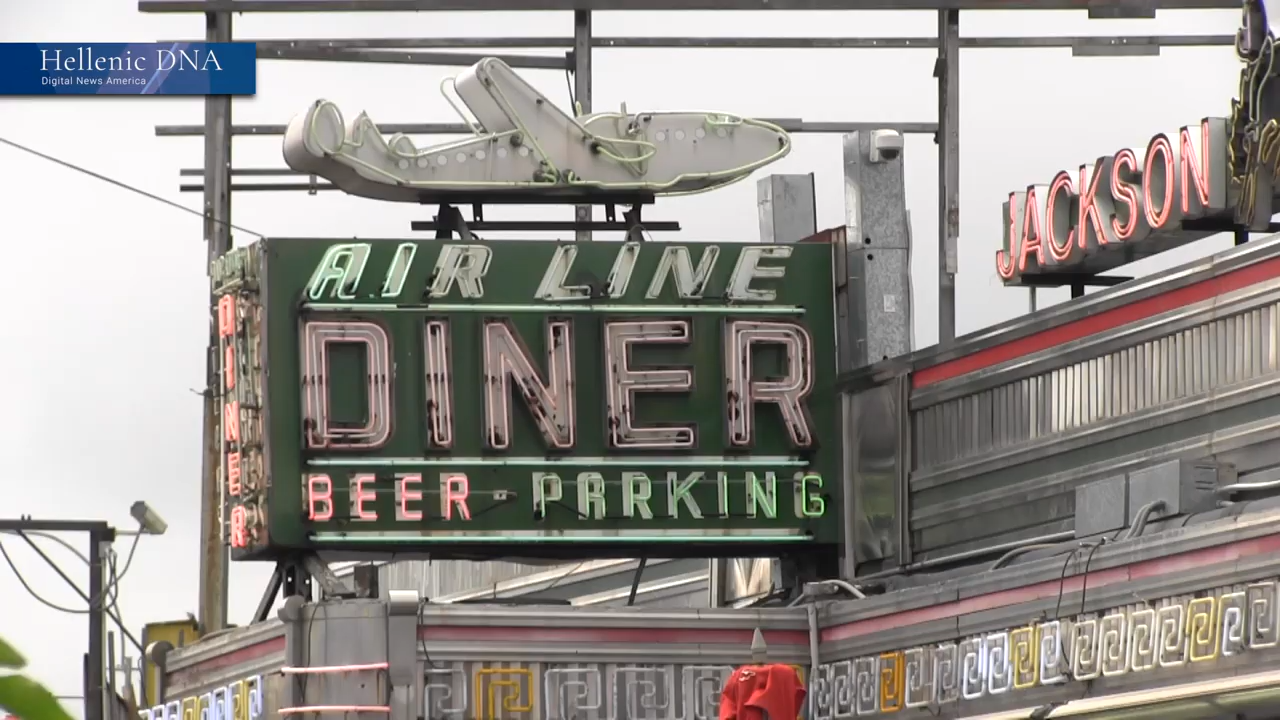 Hellenic DNA
Digital News America
AIR LINE
DINER
BEER - PARKING
DINER
JACKSON